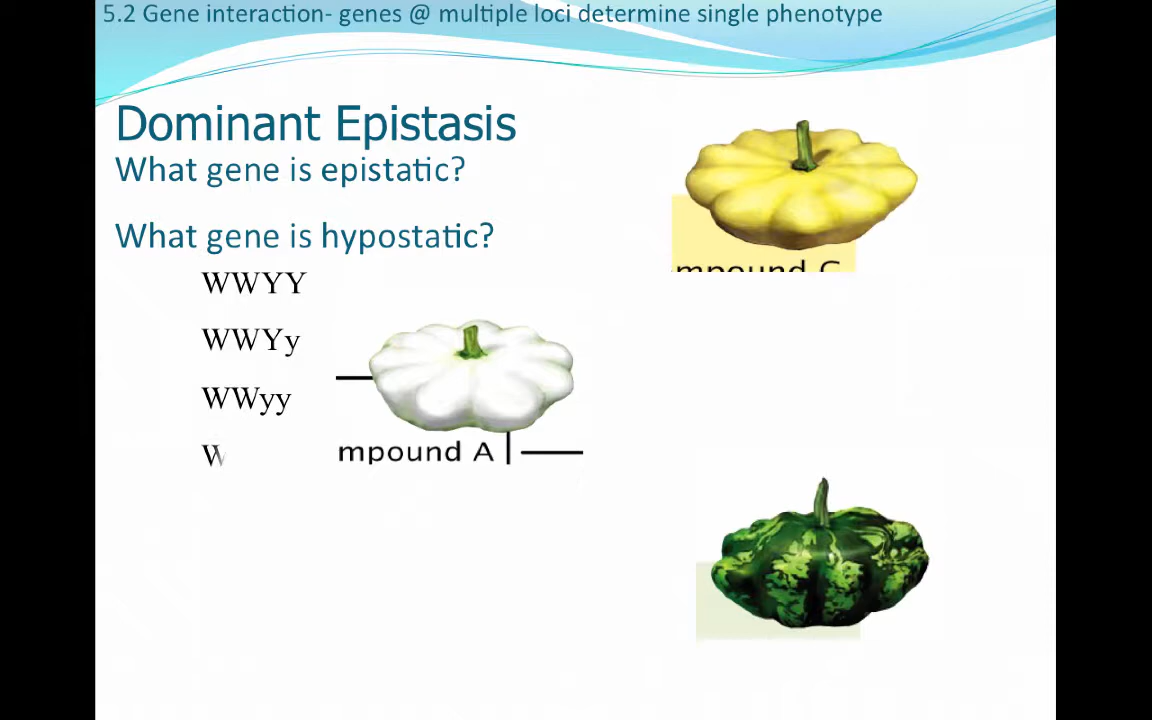 5.2 Gene interaction- genes @ multiple loci determine single phenotype
Dominant Epistasis
What gene is epistatic?
What gene is hypostatic?
WWYY
WWYy
WWyy
W
mpound A